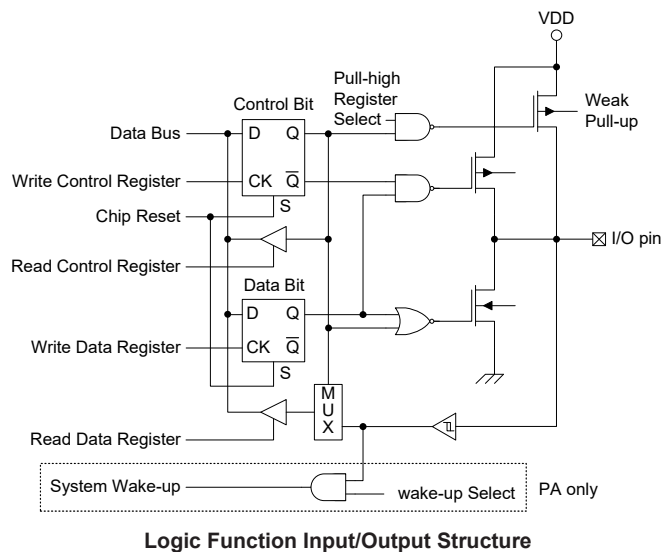 VDD
Pull-high
Register
Select
Control Bit
Weak
Pull-up
Data Bus
D
Q
Write Control Register
CK
Q̅
Chip Reset
S
I/O pin
Read Control Register
Data Bit
D
Q
Write Data Register
CK
Q̅
S
M
U
X
Read Data Register
System Wake-up
wake-up Select
PA only
Logic Function Input/Output Structure